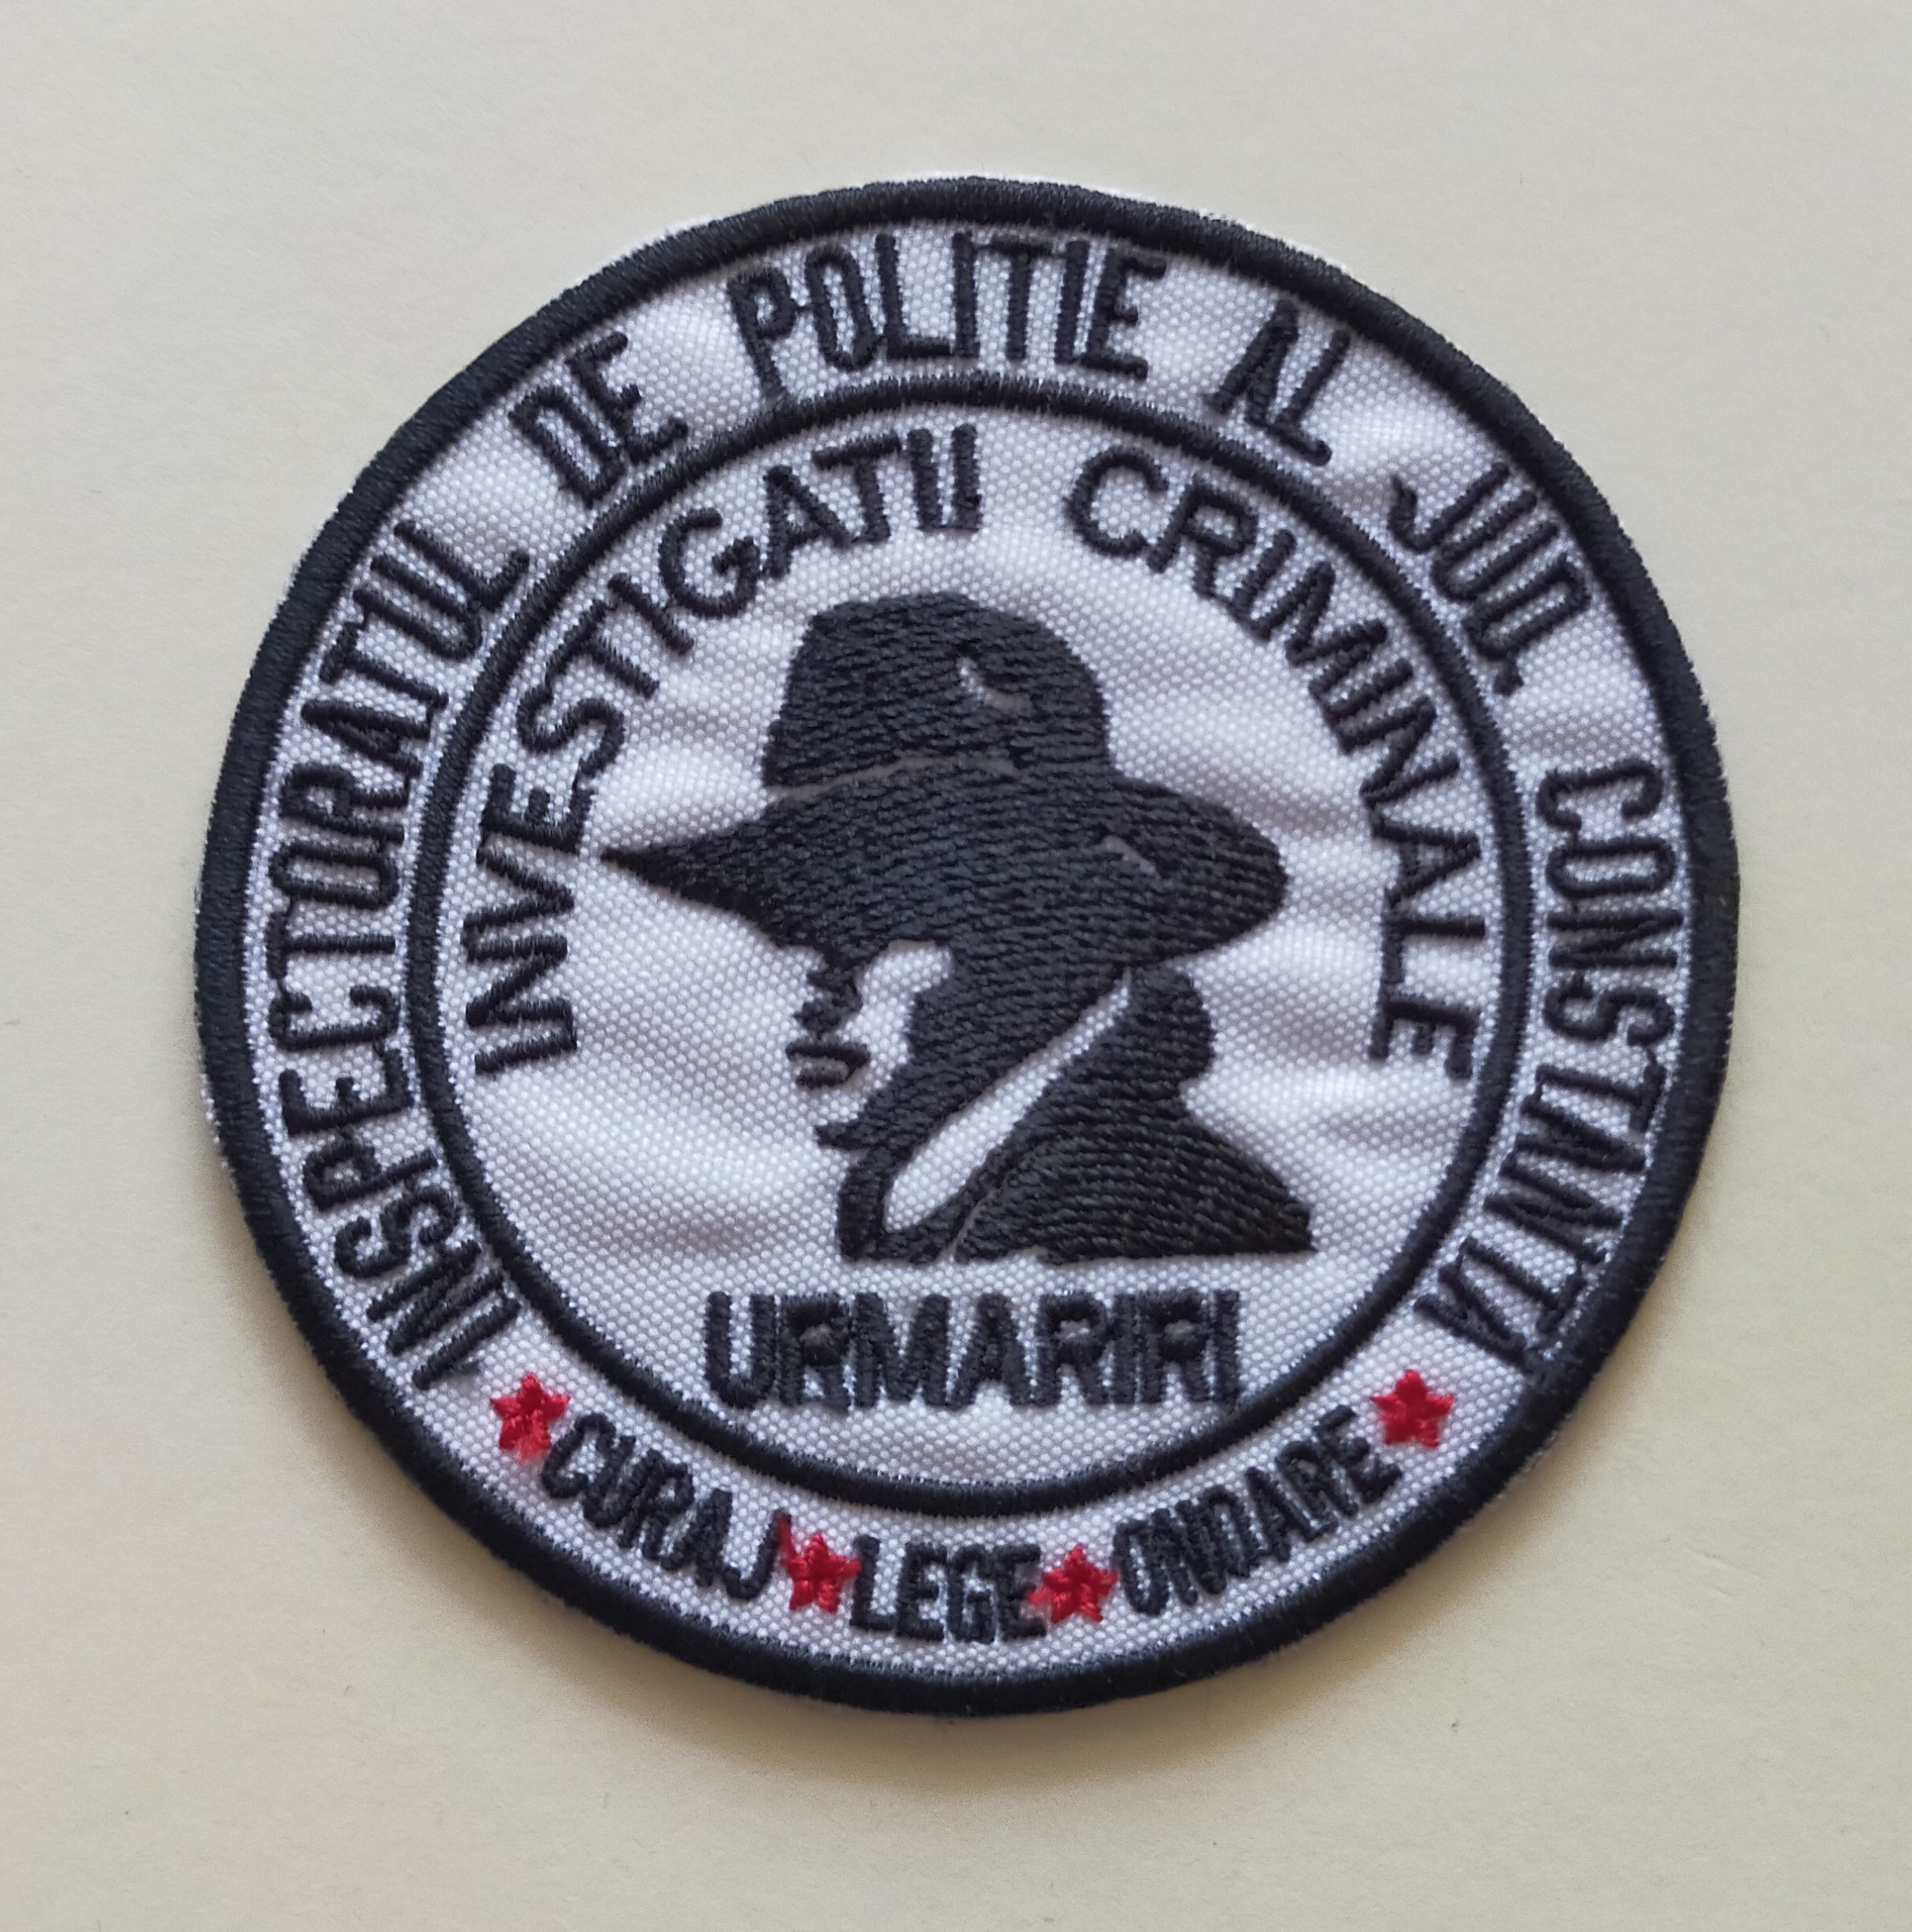 INSPECTORATUL DE POLITIE AL JUD. CONSTANTA
INVESTIGATII CRIMINALE
URMARIRI
CURAJ LEGE ONOARE